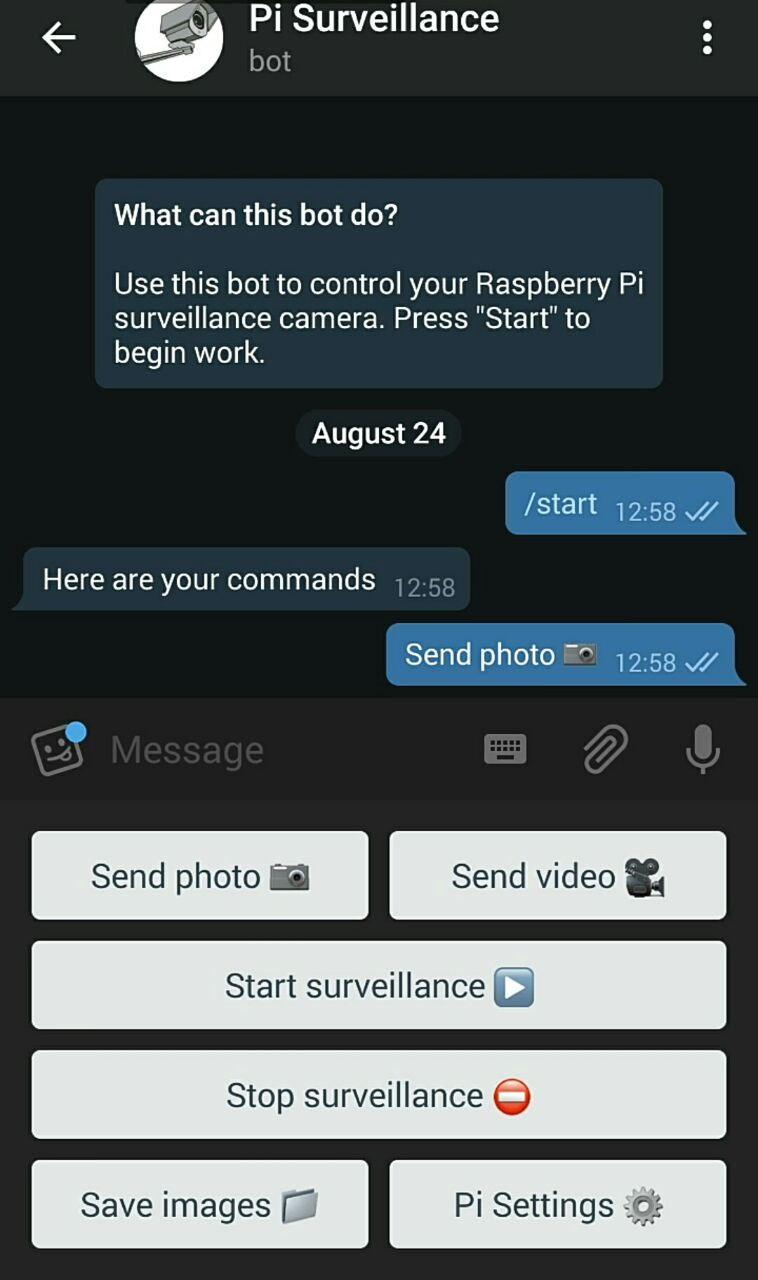 Pi Surveillance
bot
What can this bot do?
Use this bot to control your Raspberry Pi
surveillance camera. Press "Start" to
begin work.
August 24
/start 12:58
Here are your commands 12:58
Send photo 📷 12:58
Message
Send photo 📷
Send video 🎥
Start surveillance ▶️
Stop surveillance ⛔
Save images 📁
Pi Settings ⚙️